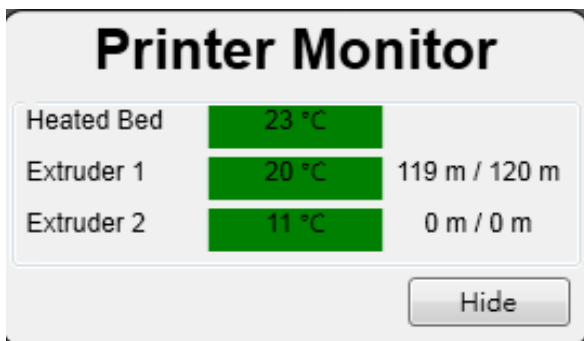 Printer Monitor
Heated Bed 23 °C
Extruder 1 20 °C 119 m / 120 m
Extruder 2 11 °C 0 m / 0 m
Hide